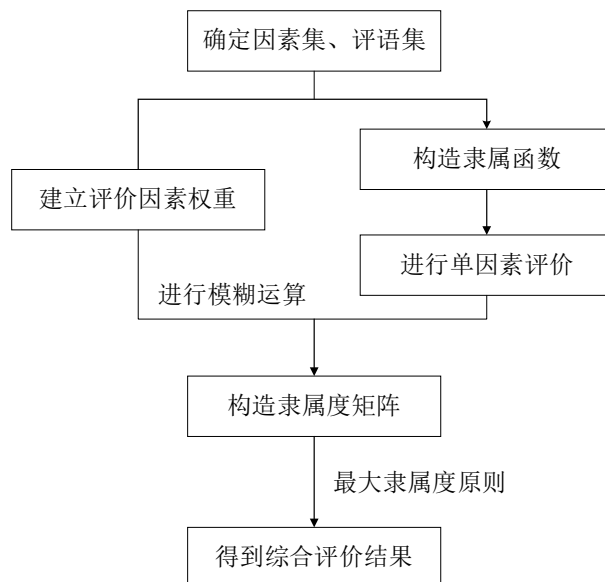 确定因素集、评语集
构造隶属函数
建立评价因素权重
进行单因素评价
进行模糊运算
构造隶属度矩阵
最大隶属度原则
得到综合评价结果